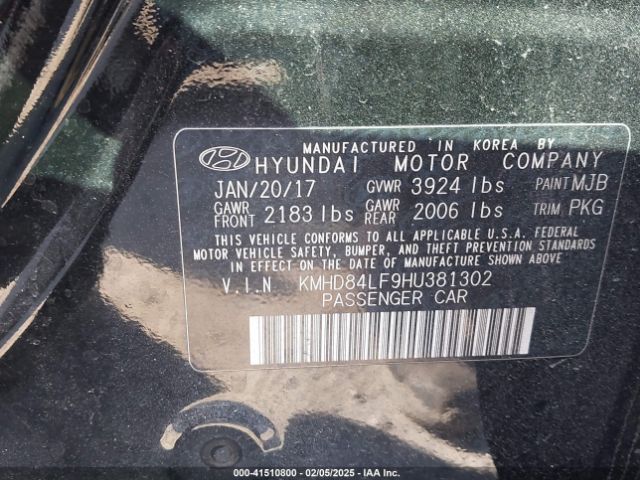 MANUFACTURED IN KOREA BY
HYUNDAI MOTOR COMPANY
JAN/20/17 GVWR 3924 lbs PAINT MJB
GAWR FRONT 2183 lbs GAWR REAR 2006 lbs TRIM PKG
THIS VEHICLE CONFORMS TO ALL APPLICABLE U.S.A. FEDERAL
MOTOR VEHICLE SAFETY, BUMPER, AND THEFT PREVENTION STANDARDS
IN EFFECT ON THE DATE OF MANUFACTURE SHOWN ABOVE
V.I.N KMHD84LF9HU381302
PASSENGER CAR
000-41510800 - 02/05/2025 - IAA Inc.